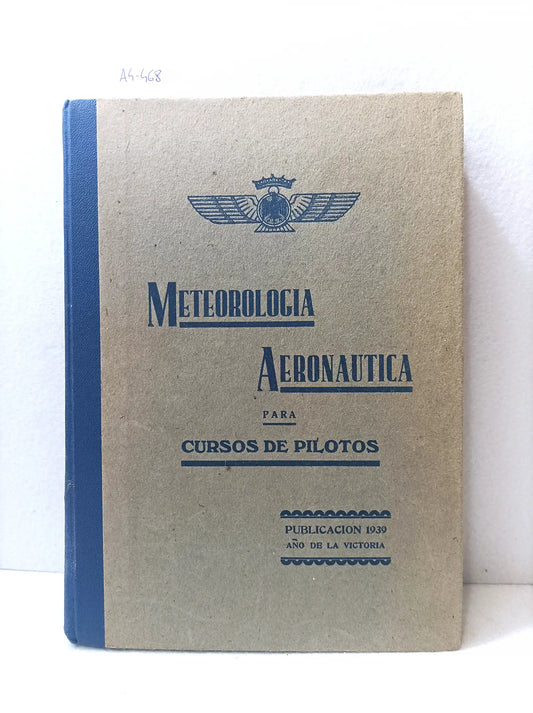 A4-468
METEOROLOGIA
AERONAUTICA
PARA
CURSOS DE PILOTOS
PUBLICACION 1939
AÑO DE LA VICTORIA